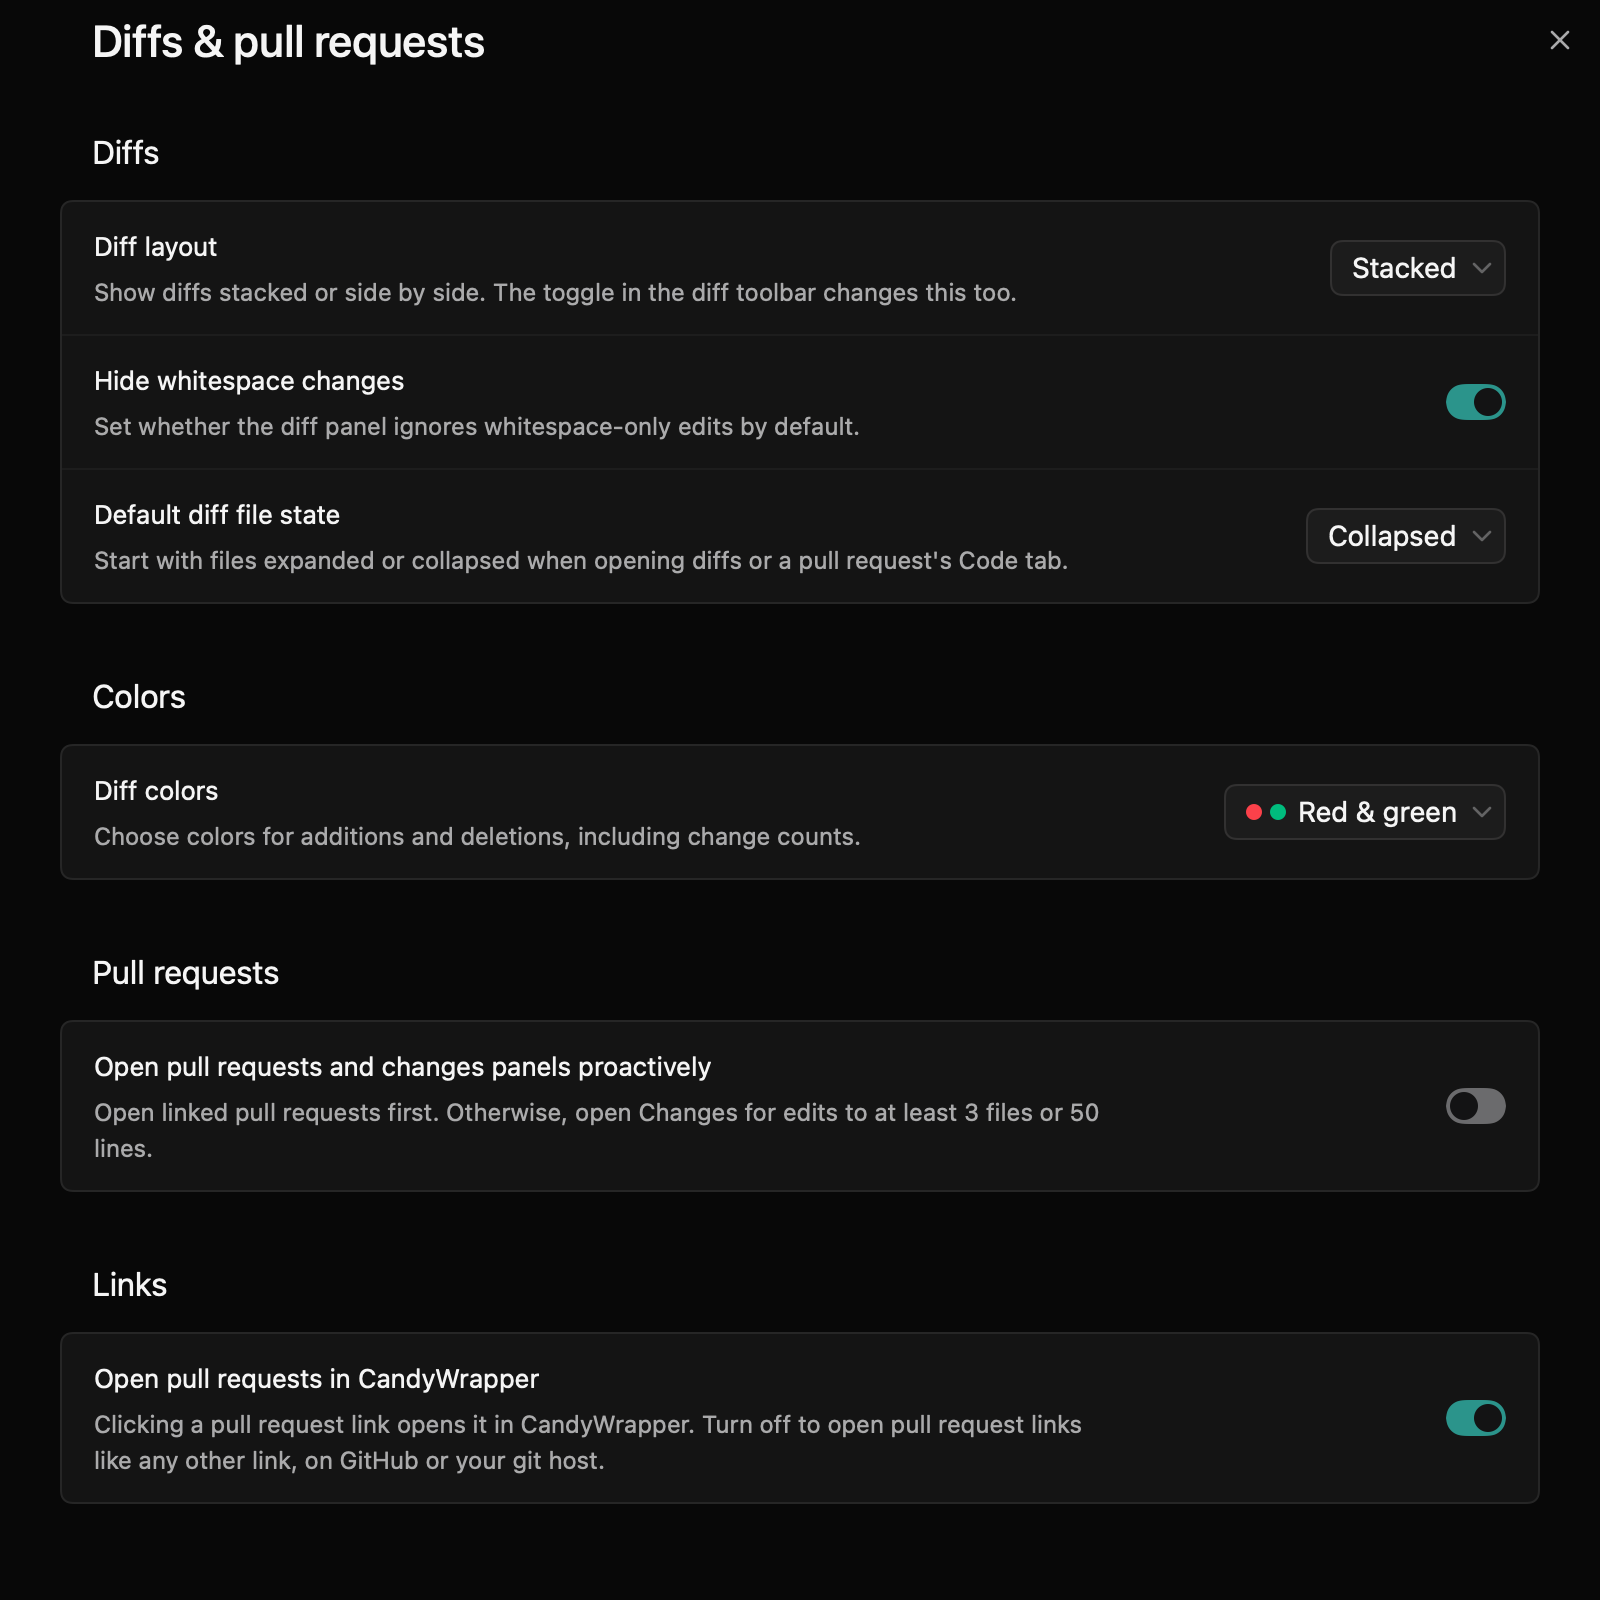 Diffs & pull requests
Diffs
Diff layout
Show diffs stacked or side by side. The toggle in the diff toolbar changes this too.
Stacked
Hide whitespace changes
Set whether the diff panel ignores whitespace-only edits by default.
Default diff file state
Start with files expanded or collapsed when opening diffs or a pull request's Code tab.
Collapsed
Colors
Diff colors
Choose colors for additions and deletions, including change counts.
Red & green
Pull requests
Open pull requests and changes panels proactively
Open linked pull requests first. Otherwise, open Changes for edits to at least 3 files or 50
lines.
Links
Open pull requests in CandyWrapper
Clicking a pull request link opens it in CandyWrapper. Turn off to open pull request links
like any other link, on GitHub or your git host.